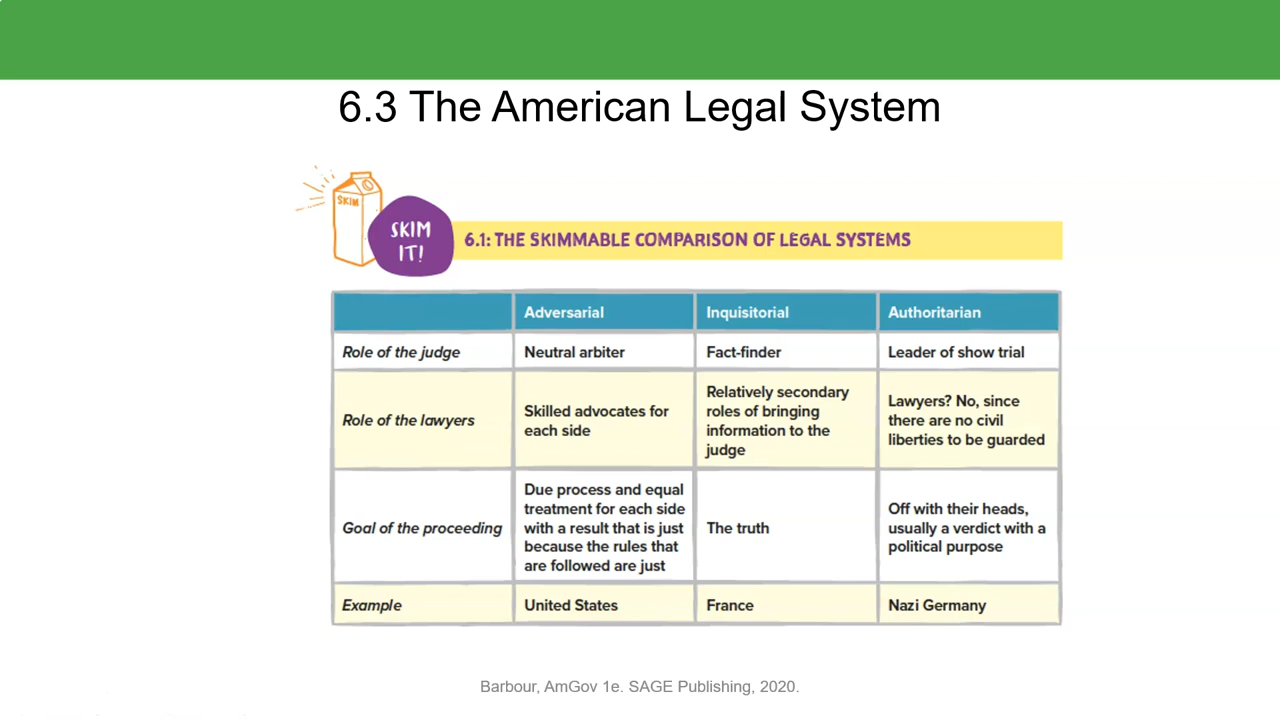 6.3 The American Legal System
SKIM
SKIM
IT!
6.1: THE SKIMMABLE COMPARISON OF LEGAL SYSTEMS
Adversarial
Inquisitorial
Authoritarian
Role of the judge
Neutral arbiter
Fact-finder
Leader of show trial
Role of the lawyers
Skilled advocates for
each side
Relatively secondary
roles of bringing
information to the
judge
Lawyers? No, since
there are no civil
liberties to be guarded
Goal of the proceeding
Due process and equal
treatment for each side
with a result that is just
because the rules that
are followed are just
The truth
Off with their heads,
usually a verdict with a
political purpose
Example
United States
France
Nazi Germany
Barbour, AmGov 1e. SAGE Publishing, 2020.